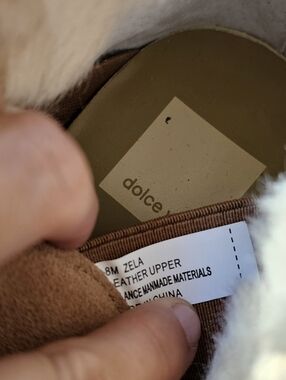 dolce v
8M ZELA
EATHER UPPER
ANCE MANMADE MATERIALS
IN CHINA